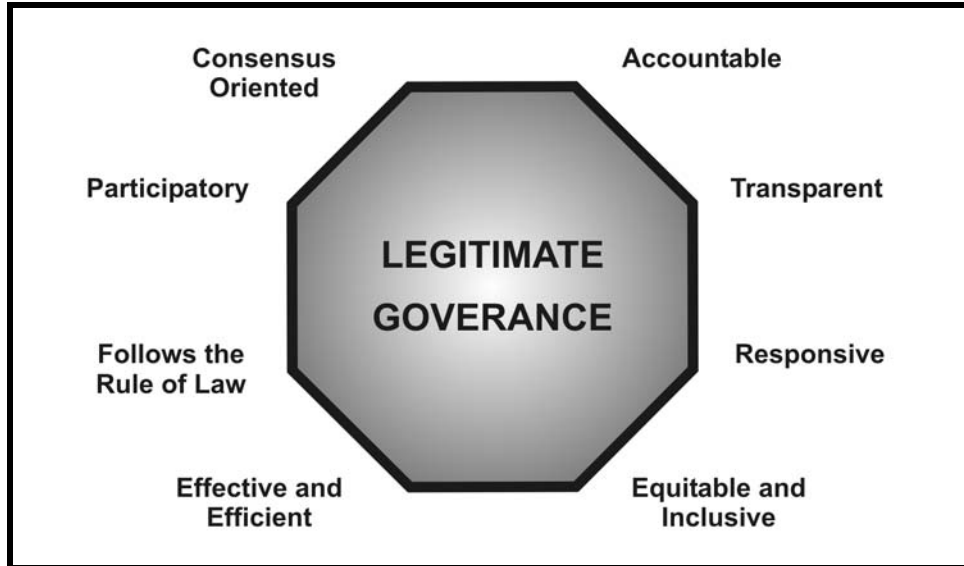 Consensus
Oriented
Accountable
Participatory
Transparent
LEGITIMATE
GOVERANCE
Follows the
Rule of Law
Responsive
Effective and
Efficient
Equitable and
Inclusive